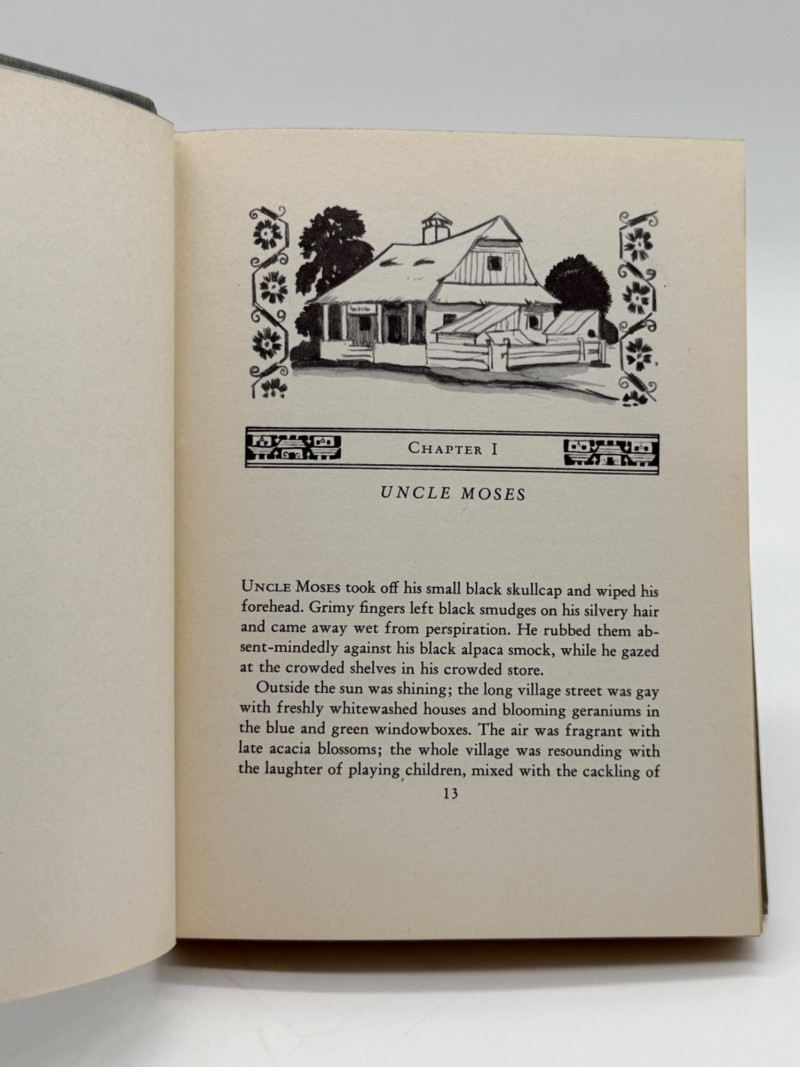 Chapter I
UNCLE MOSES
Uncle Moses took off his small black skullcap and wiped his
forehead. Grimy fingers left black smudges on his silvery hair
and came away wet from perspiration. He rubbed them ab-
sent-mindedly against his black alpaca smock, while he gazed
at the crowded shelves in his crowded store.
Outside the sun was shining; the long village street was gay
with freshly whitewashed houses and blooming geraniums in
the blue and green windowboxes. The air was fragrant with
late acacia blossoms; the whole village was resounding with
the laughter of playing children, mixed with the cackling of
13